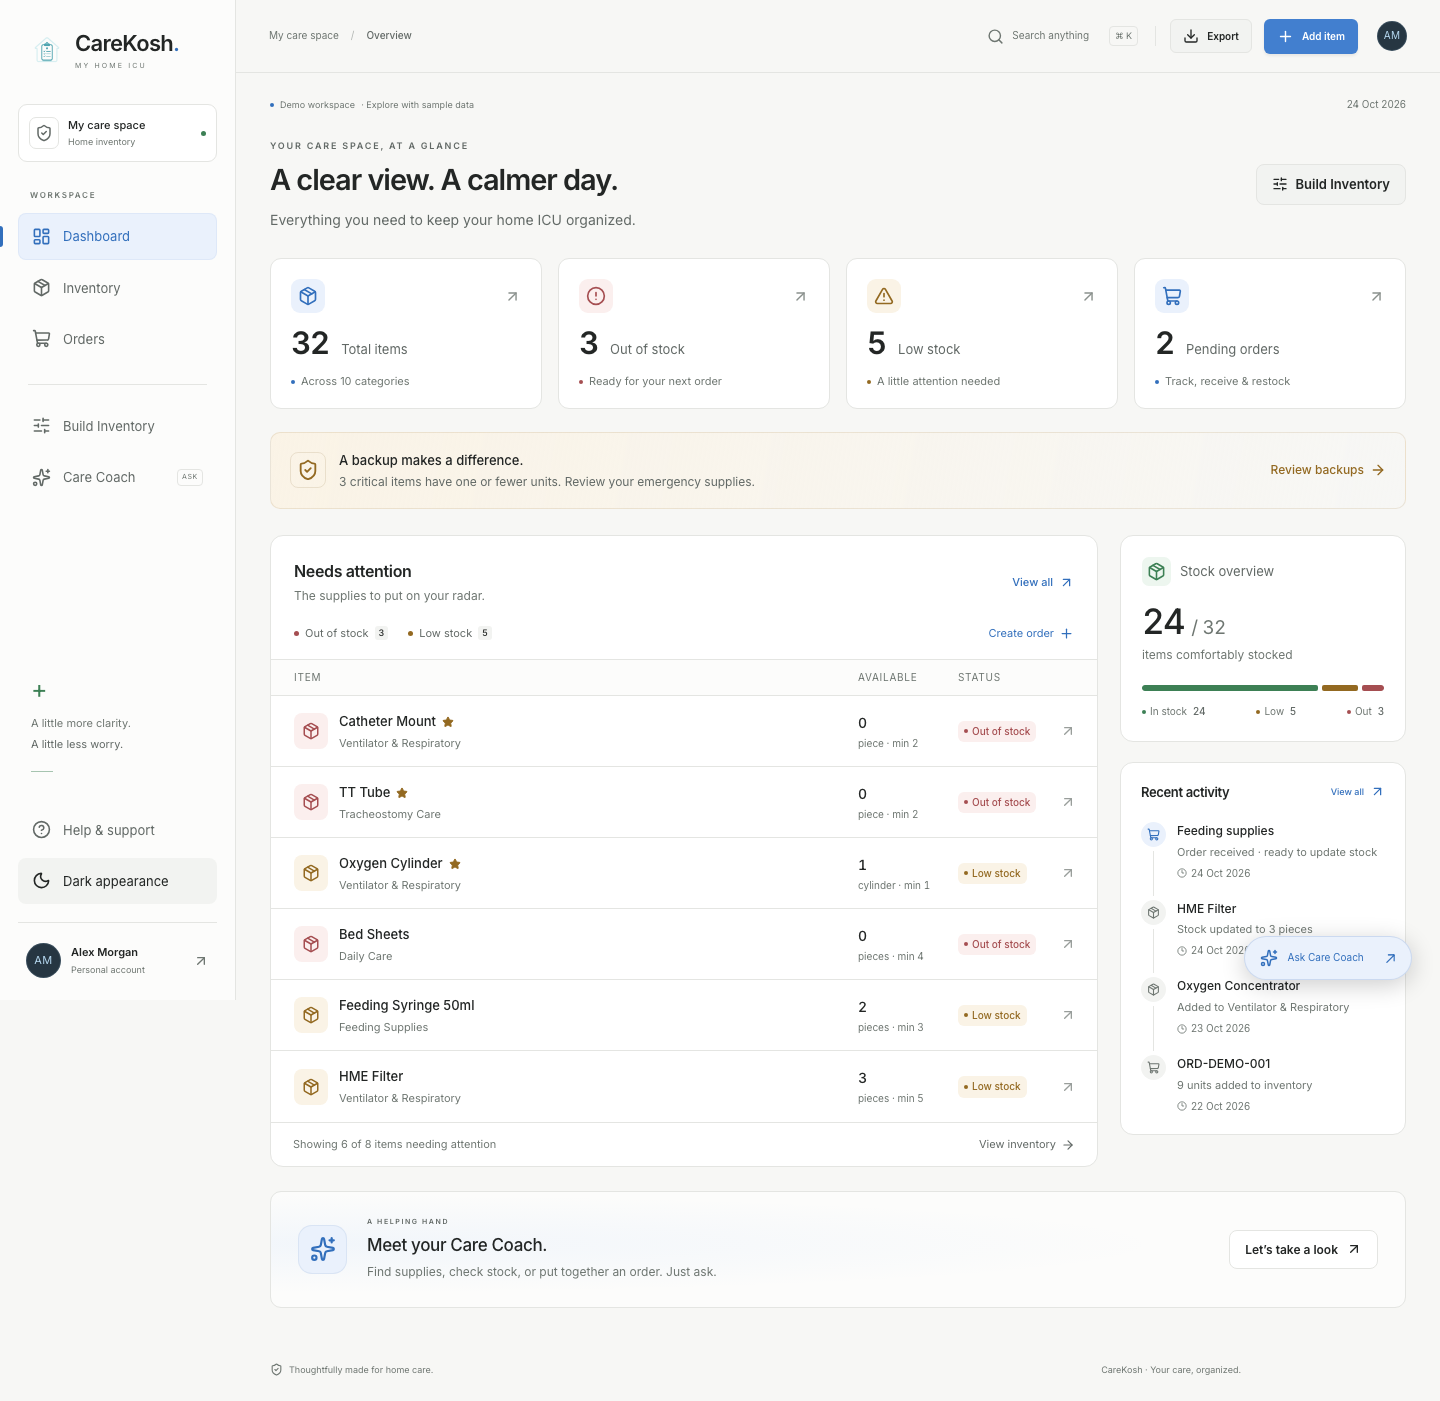 CareKosh.
MY HOME ICU
My care space
Home inventory
WORKSPACE
Dashboard
Inventory
Orders
Build Inventory
Care Coach ASK
A little more clarity.
A little less worry.
Help & support
Dark appearance
AM Alex Morgan
Personal account
My care space / Overview
Search anything ⌘ K Export Add item AM
Demo workspace · Explore with sample data
24 Oct 2026
YOUR CARE SPACE, AT A GLANCE
A clear view. A calmer day.
Everything you need to keep your home ICU organized.
Build Inventory
32 Total items
Across 10 categories
3 Out of stock
Ready for your next order
5 Low stock
A little attention needed
2 Pending orders
Track, receive & restock
A backup makes a difference.
3 critical items have one or fewer units. Review your emergency supplies.
Review backups
Needs attention
The supplies to put on your radar.
View all
Out of stock 3 Low stock 5
Create order
ITEM AVAILABLE STATUS
Catheter Mount 0
Ventilator & Respiratory piece · min 2 Out of stock
TT Tube 0
Tracheostomy Care piece · min 2 Out of stock
Oxygen Cylinder 1
Ventilator & Respiratory cylinder · min 1 Low stock
Bed Sheets 0
Daily Care pieces · min 4 Out of stock
Feeding Syringe 50ml 2
Feeding Supplies pieces · min 3 Low stock
HME Filter 3
Ventilator & Respiratory pieces · min 5 Low stock
Showing 6 of 8 items needing attention
View inventory
Stock overview
24 / 32
items comfortably stocked
In stock 24 Low 5 Out 3
Recent activity
View all
Feeding supplies
Order received · ready to update stock
24 Oct 2026
HME Filter
Stock updated to 3 pieces
24 Oct 202
Ask Care Coach
Oxygen Concentrator
Added to Ventilator & Respiratory
23 Oct 2026
ORD-DEMO-001
9 units added to inventory
22 Oct 2026
A HELPING HAND
Meet your Care Coach.
Find supplies, check stock, or put together an order. Just ask.
Let's take a look
Thoughtfully made for home care.
CareKosh · Your care, organized.